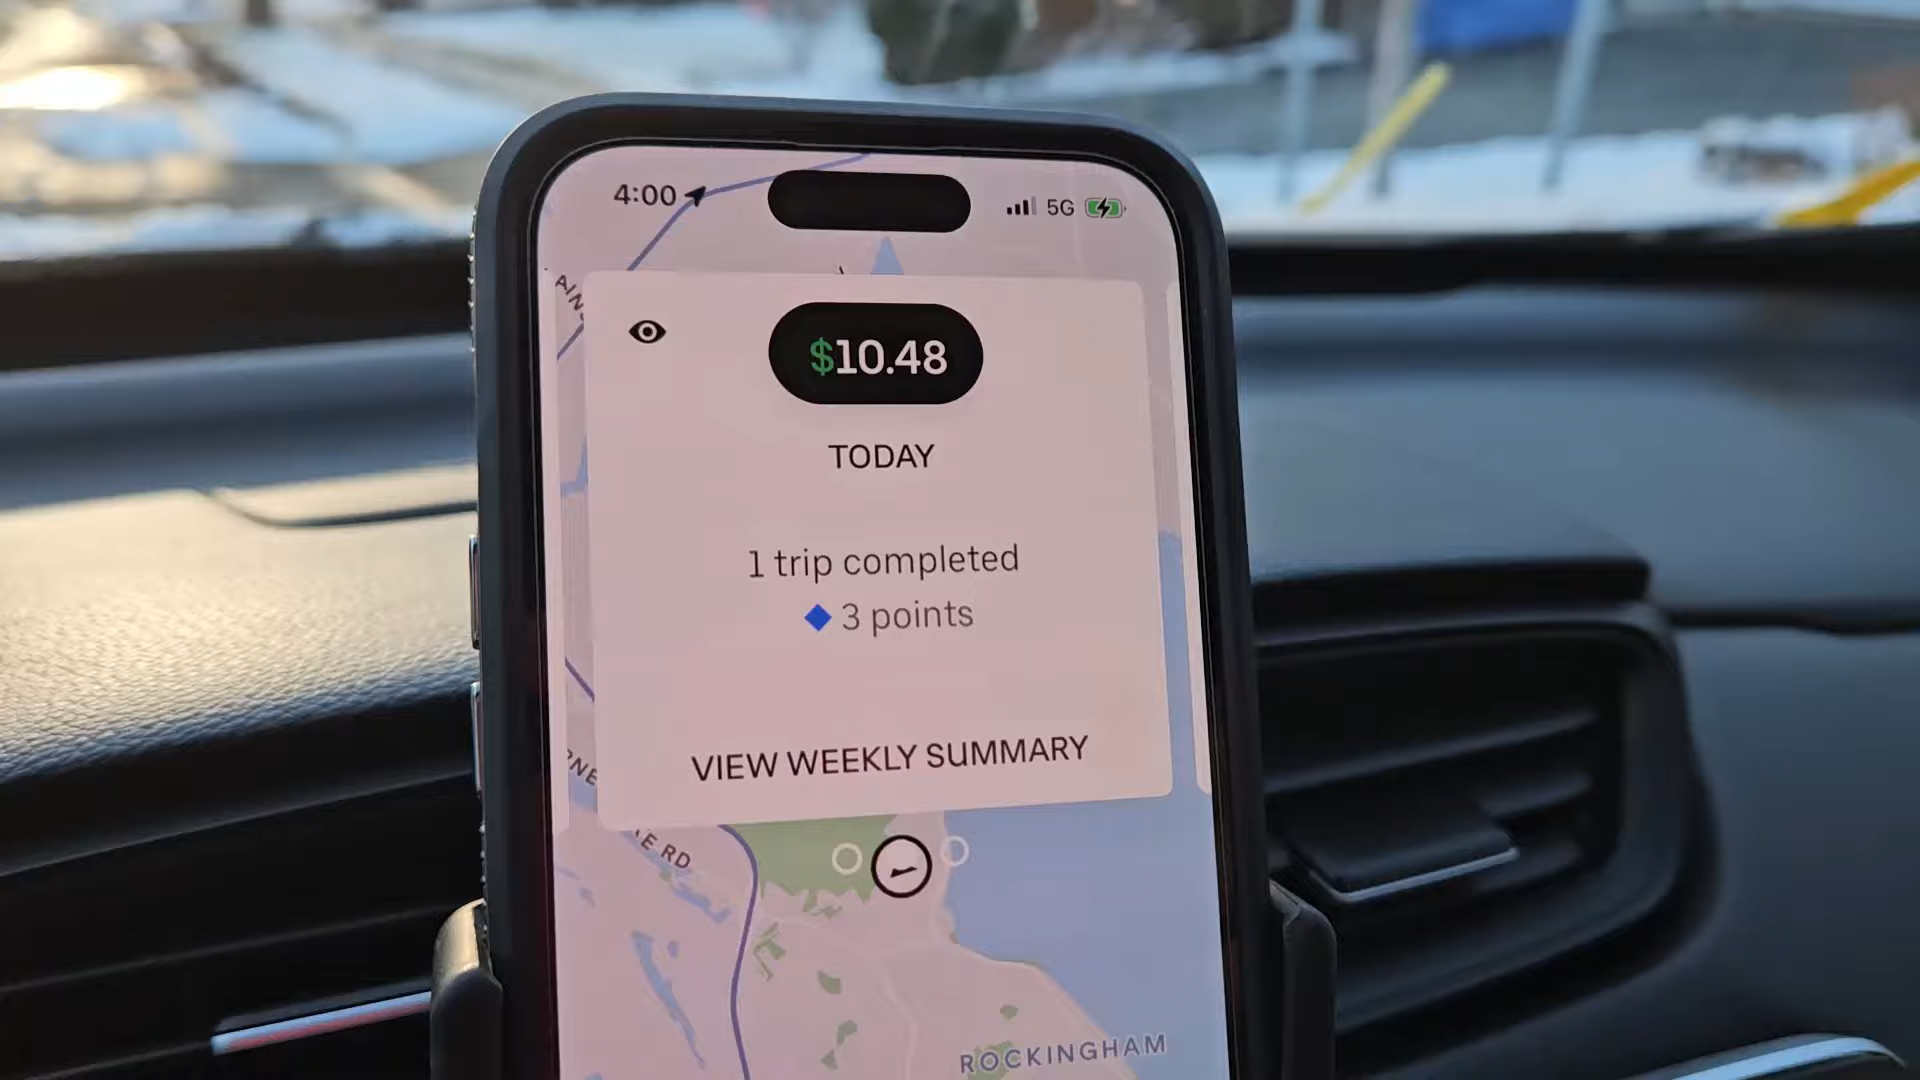 4:00
5G
$10.48
TODAY
1 trip completed
3 points
VIEW WEEKLY SUMMARY
RD
ROCKINGHAM